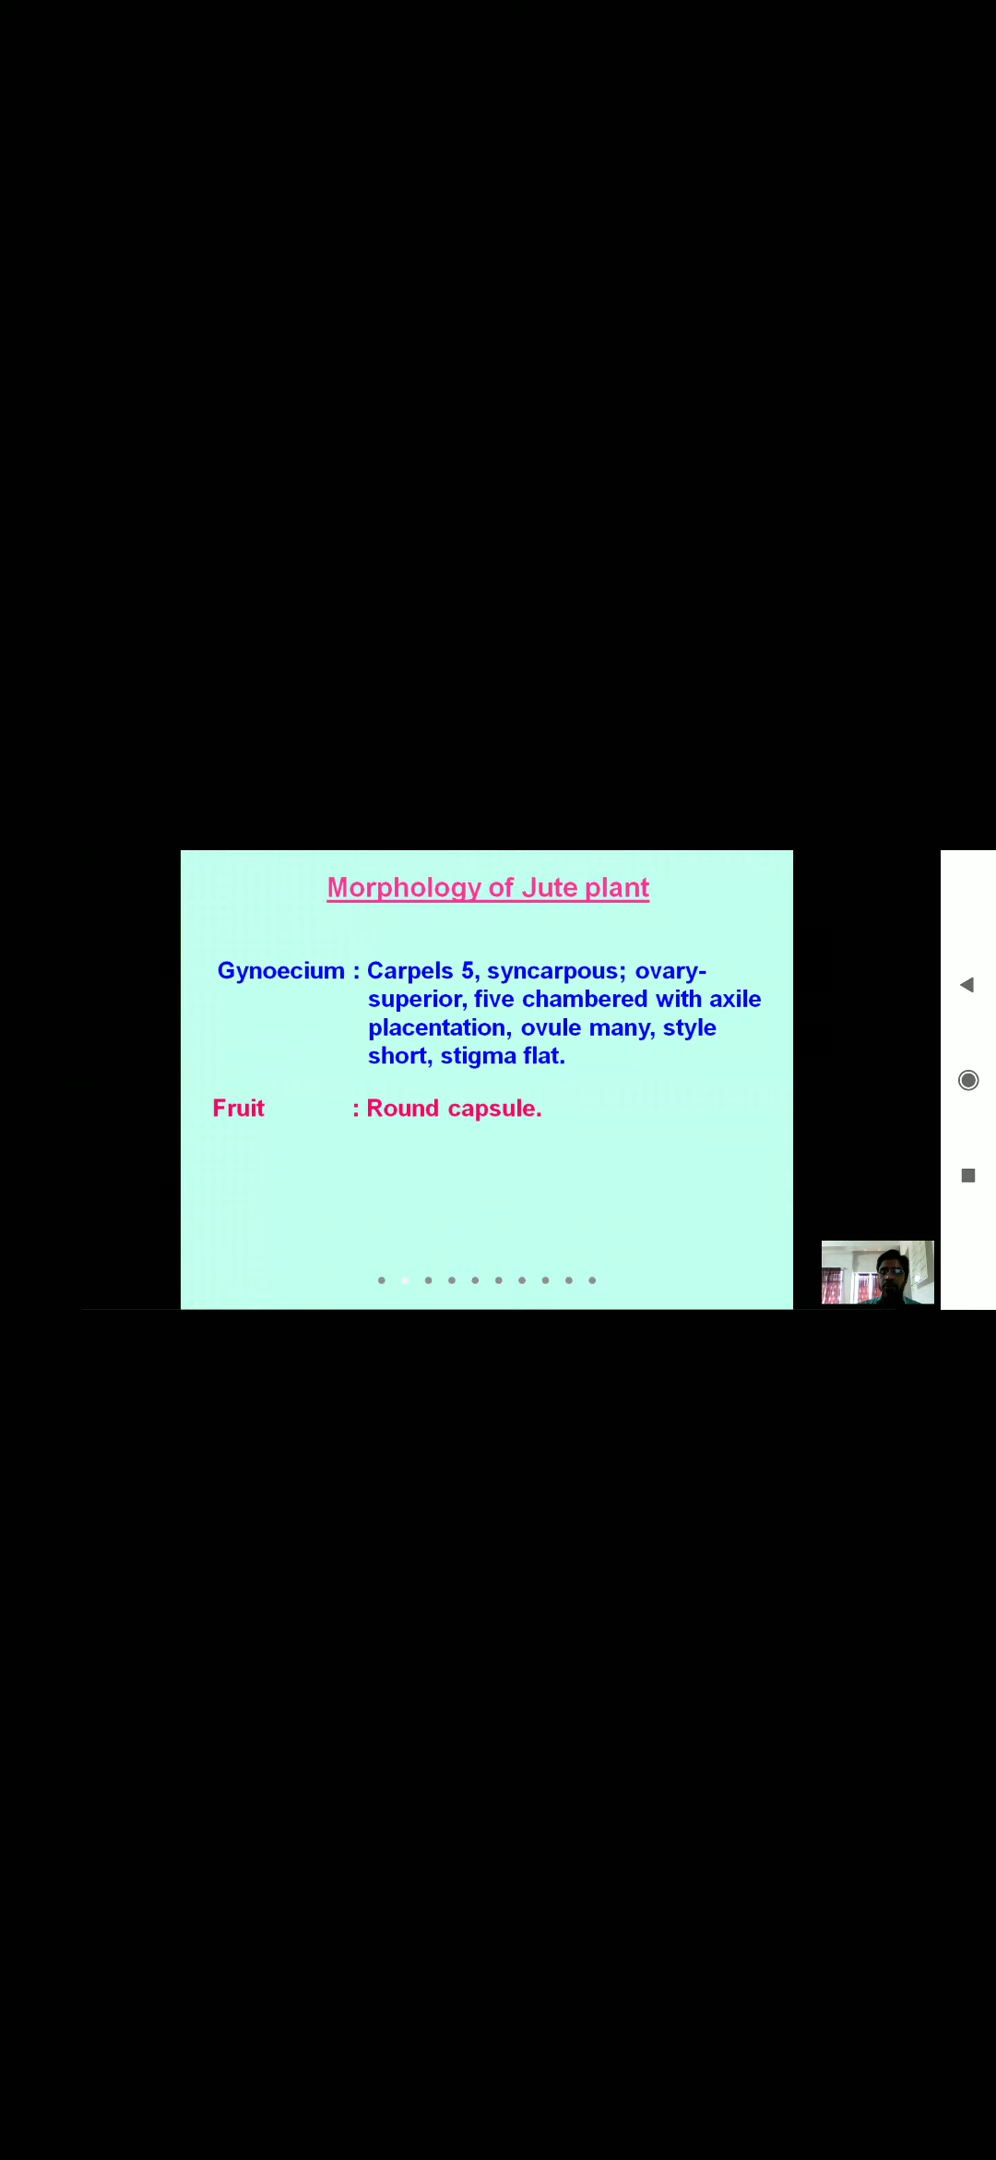 Morphology of Jute plant
Gynoecium : Carpels 5, syncarpous; ovary-
superior, five chambered with axile
placentation, ovule many, style
short, stigma flat.
Fruit : Round capsule.